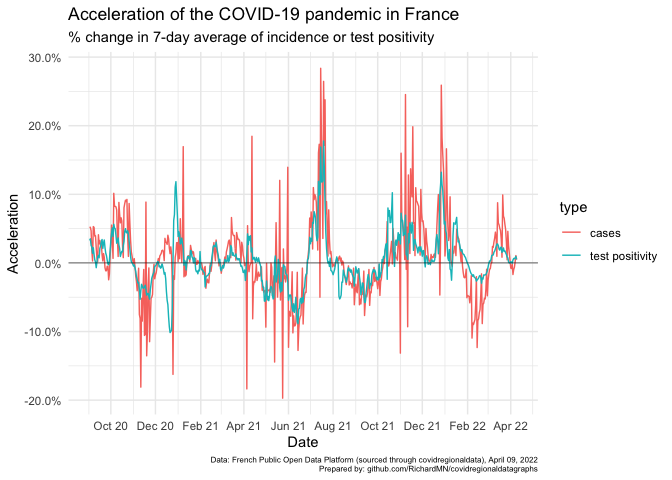 Acceleration of the COVID-19 pandemic in France
% change in 7-day average of incidence or test positivity
30.0%
20.0%
10.0%
0.0%
-10.0%
-20.0%
Acceleration
Oct 20 Dec 20 Feb 21 Apr 21 Jun 21 Aug 21 Oct 21 Dec 21 Feb 22 Apr 22
Date
type
cases
test positivity
Data: French Public Open Data Platform (sourced through covidregionaldata), April 09, 2022
Prepared by: github.com/RichardMN/covidregionaldatagraphs